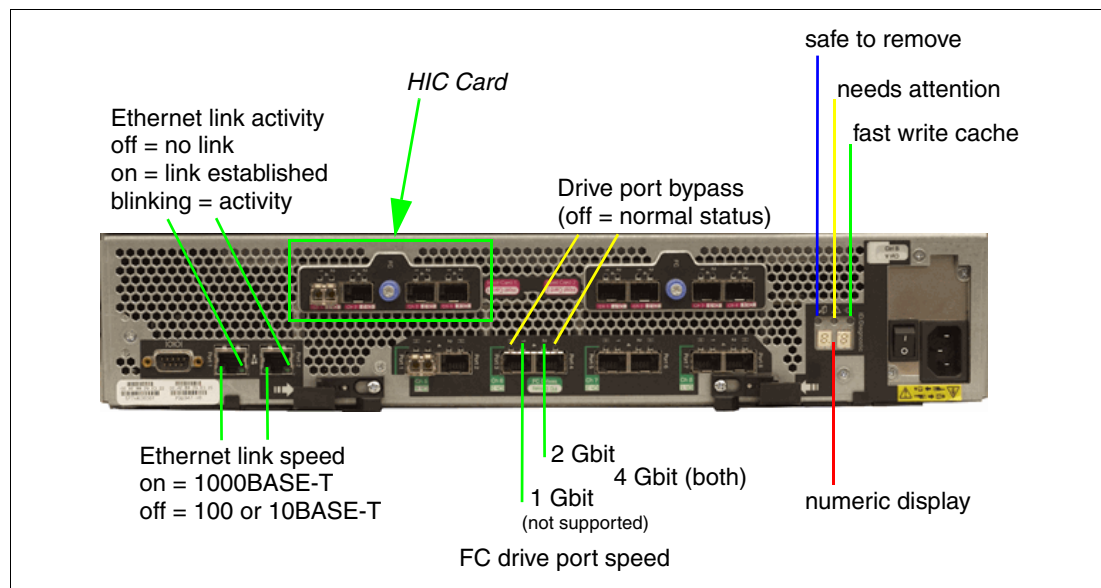 safe to remove
HIC Card
needs attention
Ethernet link activity
off = no link
on = link established
blinking = activity
fast write cache
Drive port bypass
(off = normal status)
Ethernet link speed
on = 1000BASE-T
off = 100 or 10BASE-T
2 Gbit
4 Gbit (both)
1 Gbit
(not supported)
numeric display
FC drive port speed